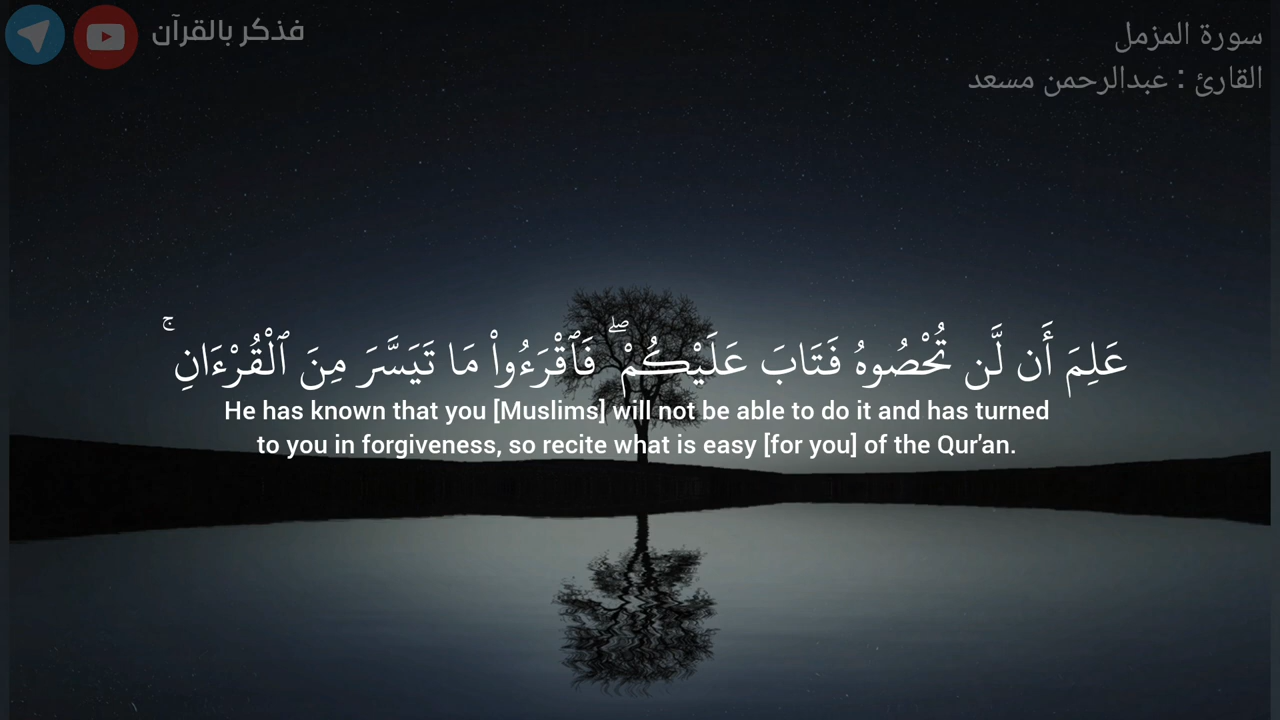 فذكر بالقرآن
سورة المزمل
القارئ : عبدالرحمن مسعد
عَلِمَ أَن لَّن تُحْصُوهُ فَتَابَ عَلَيْكُمْ ۖ فَٱقْرَءُوا۟ مَا تَيَسَّرَ مِنَ ٱلْقُرْءَانِ ۚ
He has known that you [Muslims] will not be able to do it and has turned
to you in forgiveness, so recite what is easy [for you] of the Qur'an.